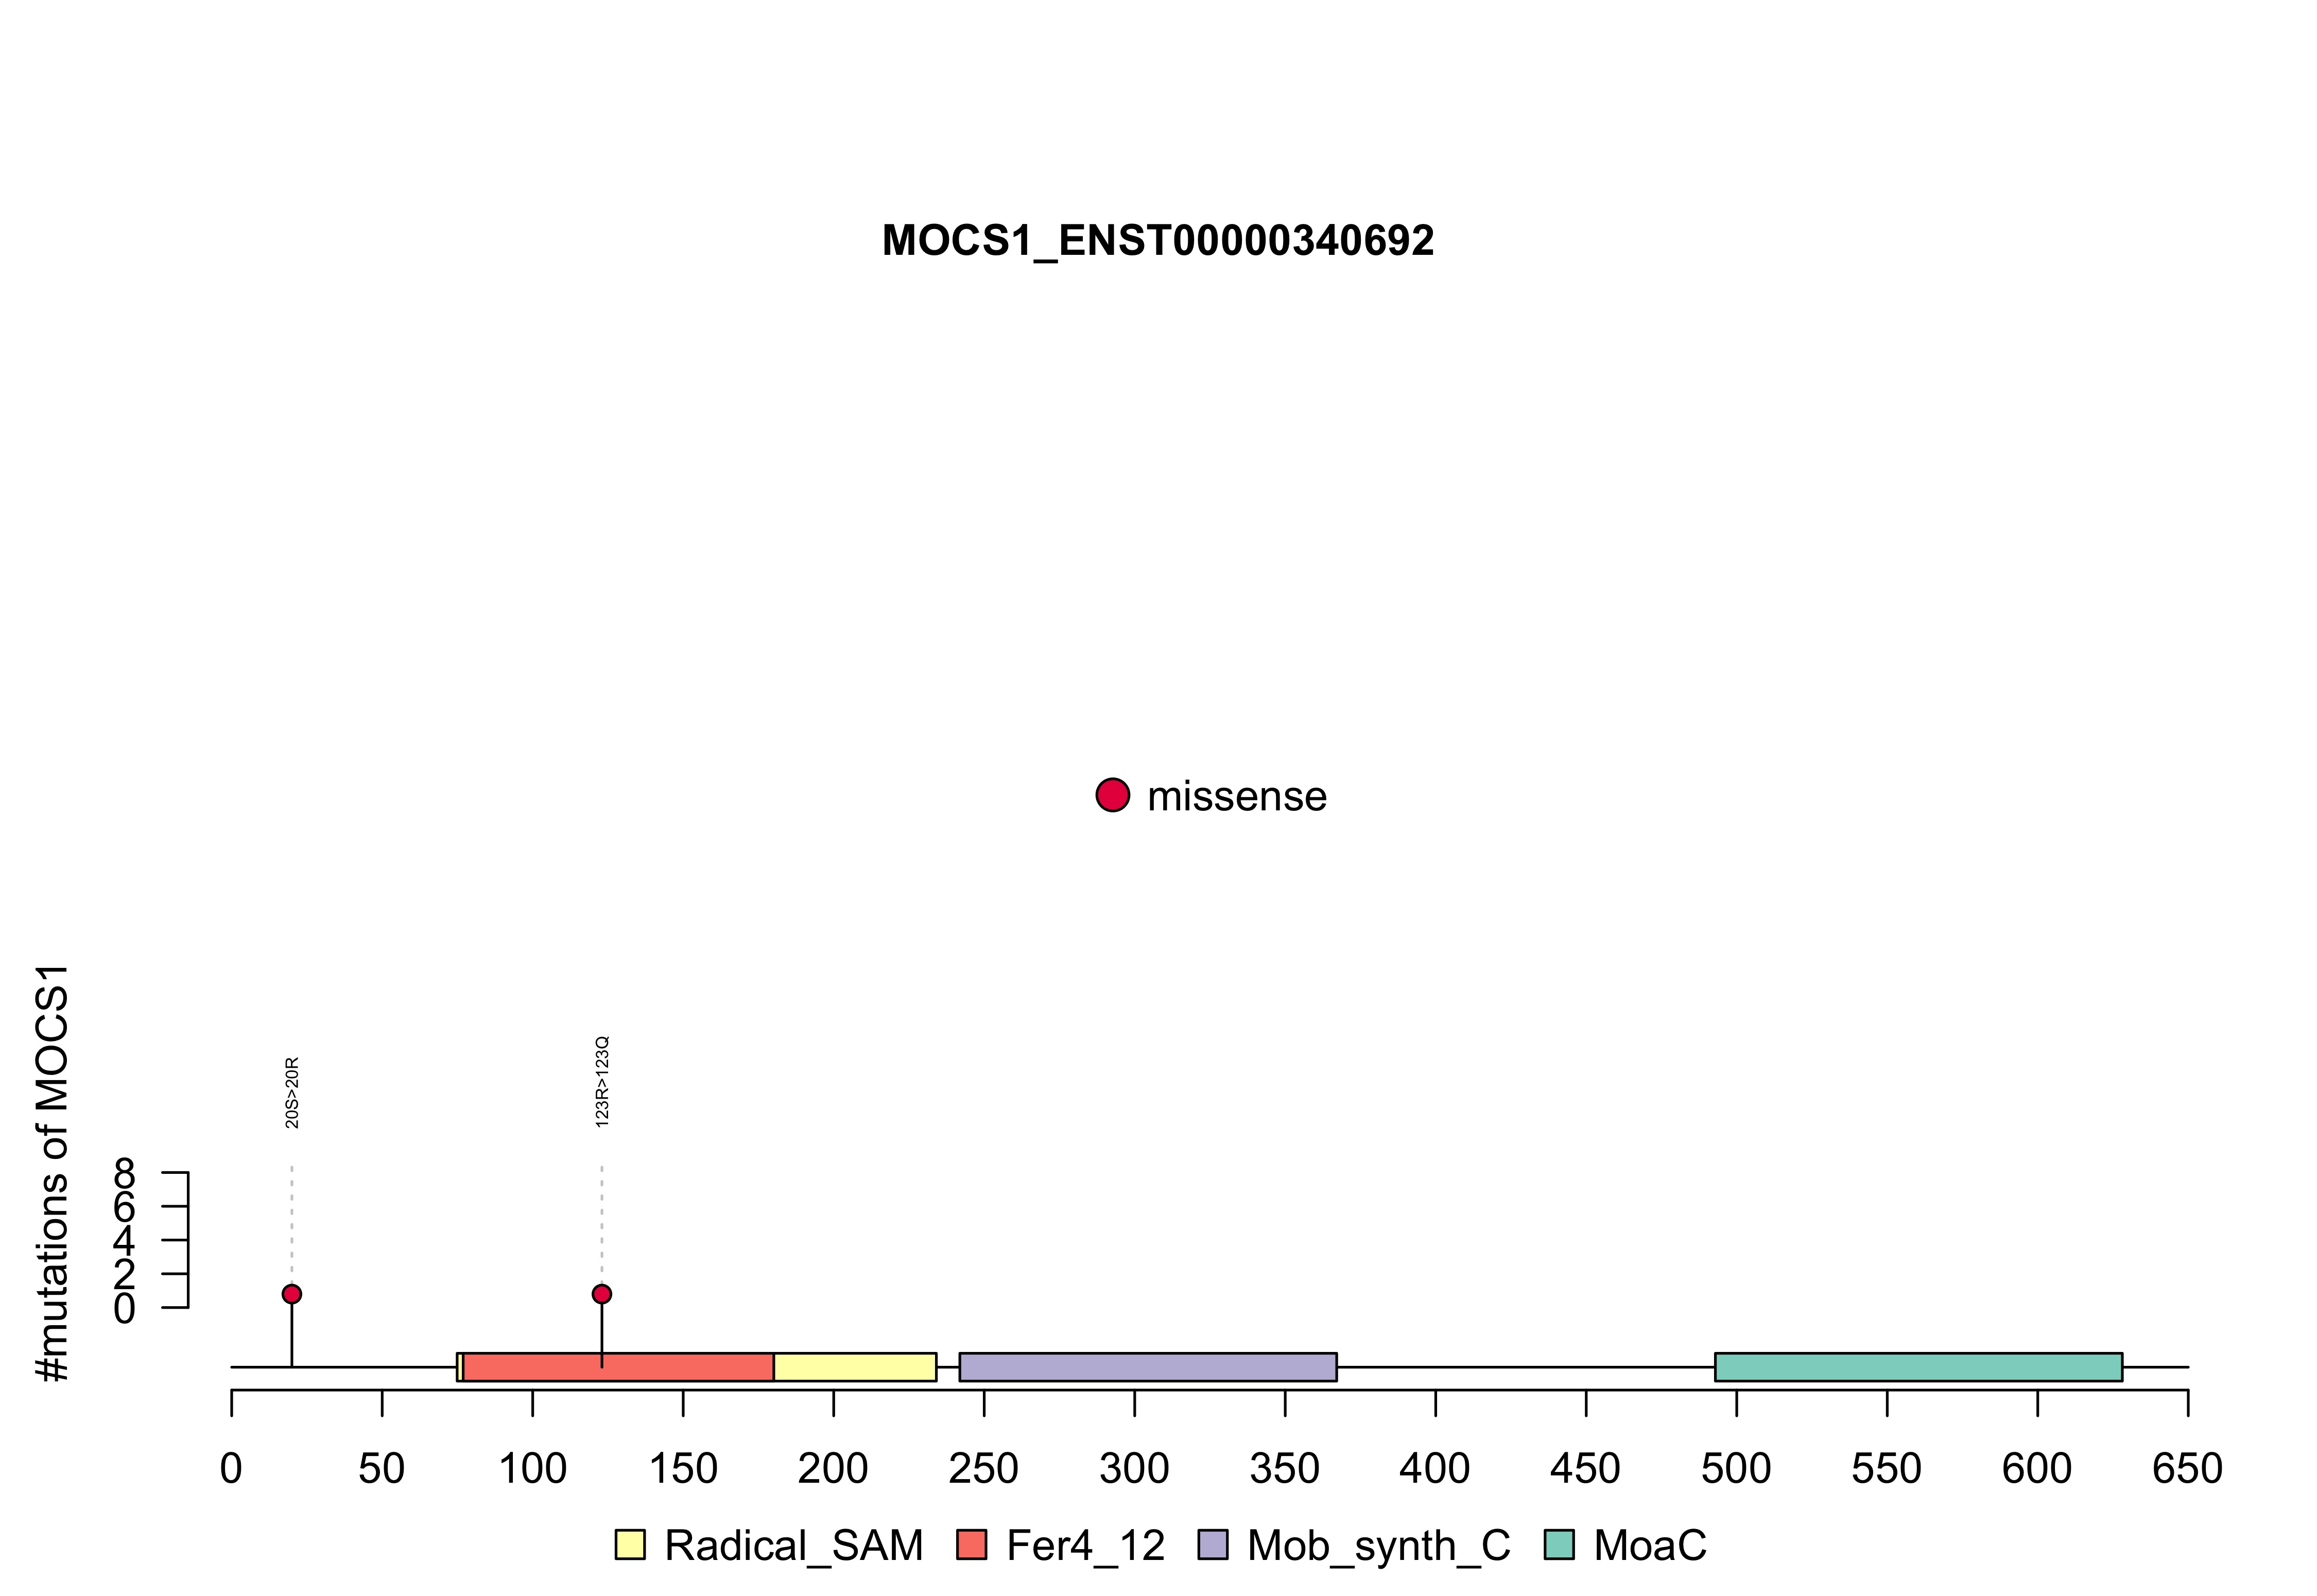 MOCS1_ENST00000340692
missense
#mutations of MOCS1
20S>20R
123R>123Q
8
6
4
2
0
0 50 100 150 200 250 300 350 400 450 500 550 600 650
Radical_SAM Fer4_12 Mob_synth_C MoaC